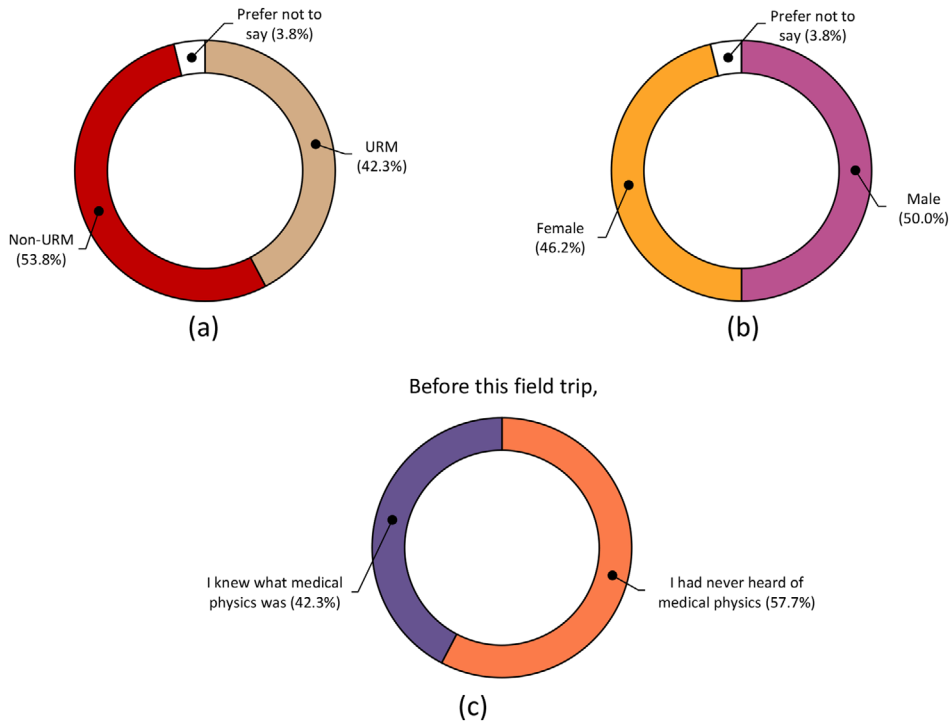 Prefer not to
say (3.8%)
URM
(42.3%)
Non-URM
(53.8%)
(a)
Prefer not to
say (3.8%)
Male
(50.0%)
Female
(46.2%)
(b)
Before this field trip,
I knew what medical
physics was (42.3%)
I had never heard of
medical physics (57.7%)
(c)